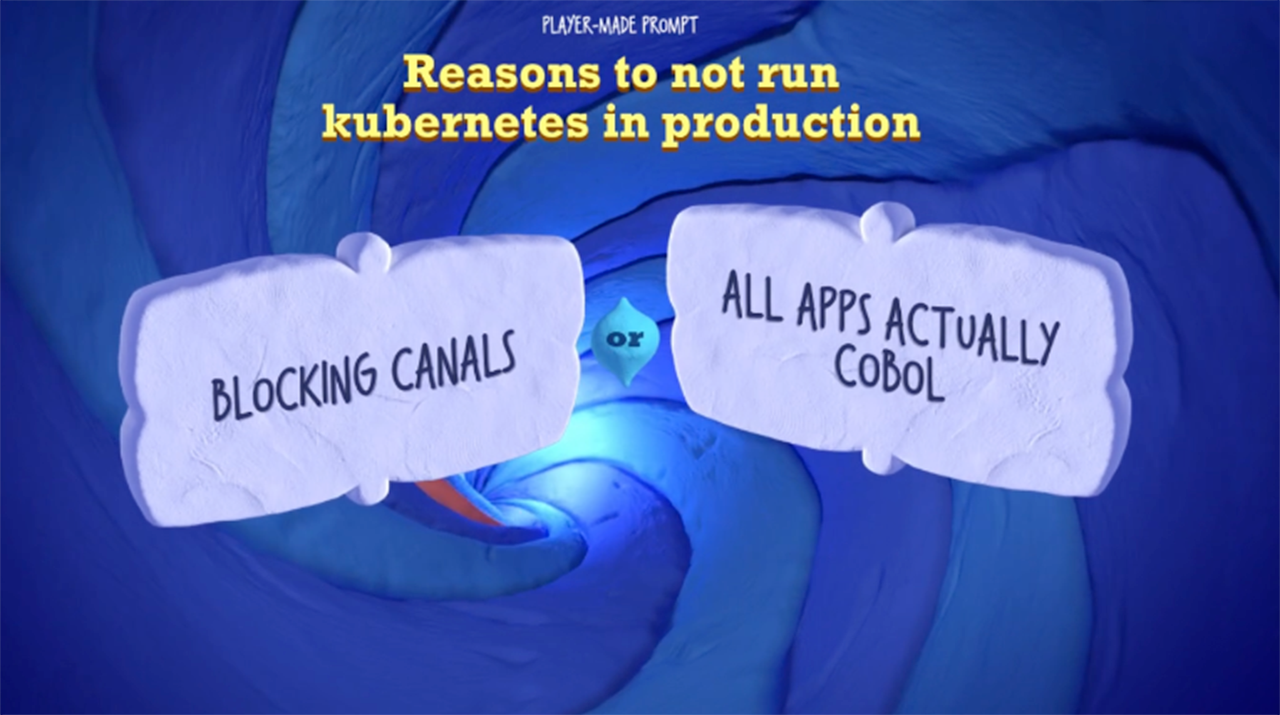 PLAYER-MADE PROMPT
Reasons to not run
kubernetes in production
BLOCKING CANALS
or
ALL APPS ACTUALLY
COBOL